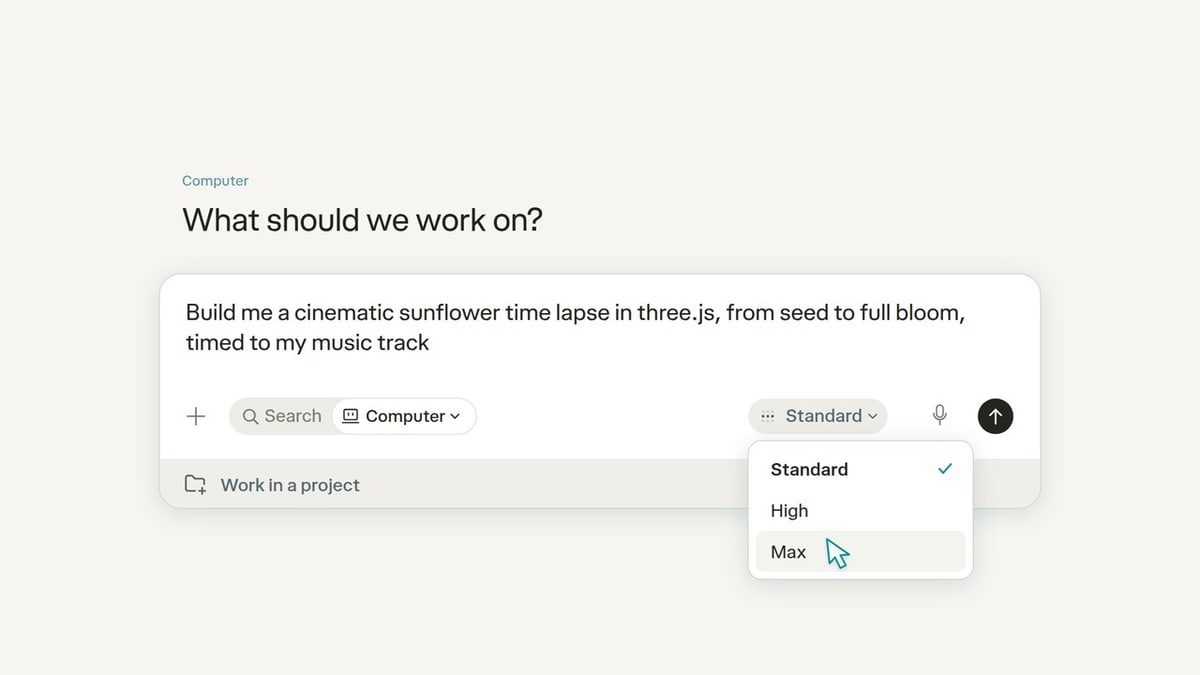 Computer
What should we work on?
Build me a cinematic sunflower time lapse in three.js, from seed to full bloom,
timed to my music track
Search
Computer
Standard
Work in a project
Standard
High
Max